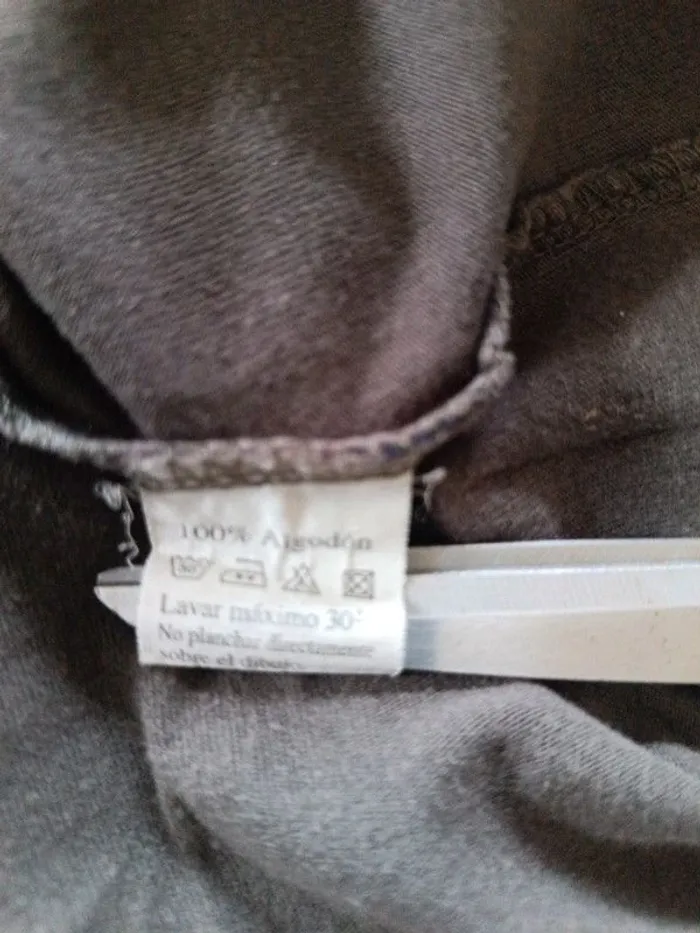 100% Algodón
Lavar máximo 30°
No planchar directamente
sobre el dibujo